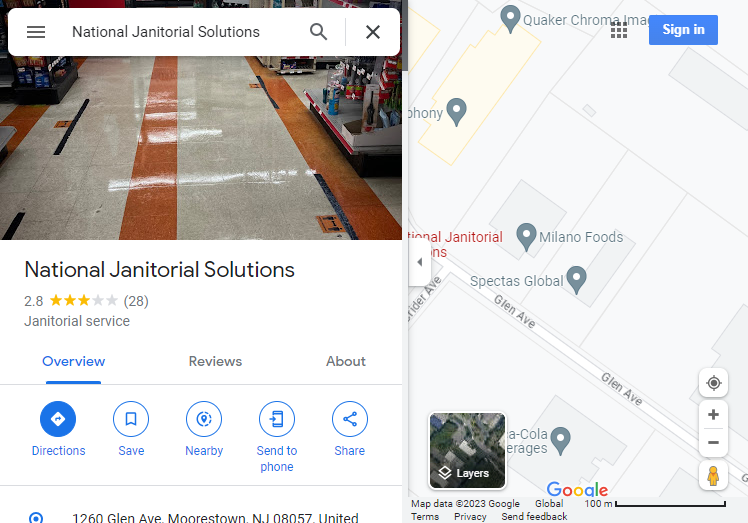 National Janitorial Solutions
National Janitorial Solutions
2.8 (28)
Janitorial service
Overview Reviews About
Directions Save Nearby Send to phone Share
1260 Glen Ave, Moorestown, NJ 08057, United
Quaker Chroma
Sign in
phony
tional Janitorial
ns
Milano Foods
Spectas Global
rider Ave
Glen Ave
Glen Ave
a-Cola
erages
Layers
Google
Map data ©2023 Google Global 100 m
Terms Privacy Send feedback